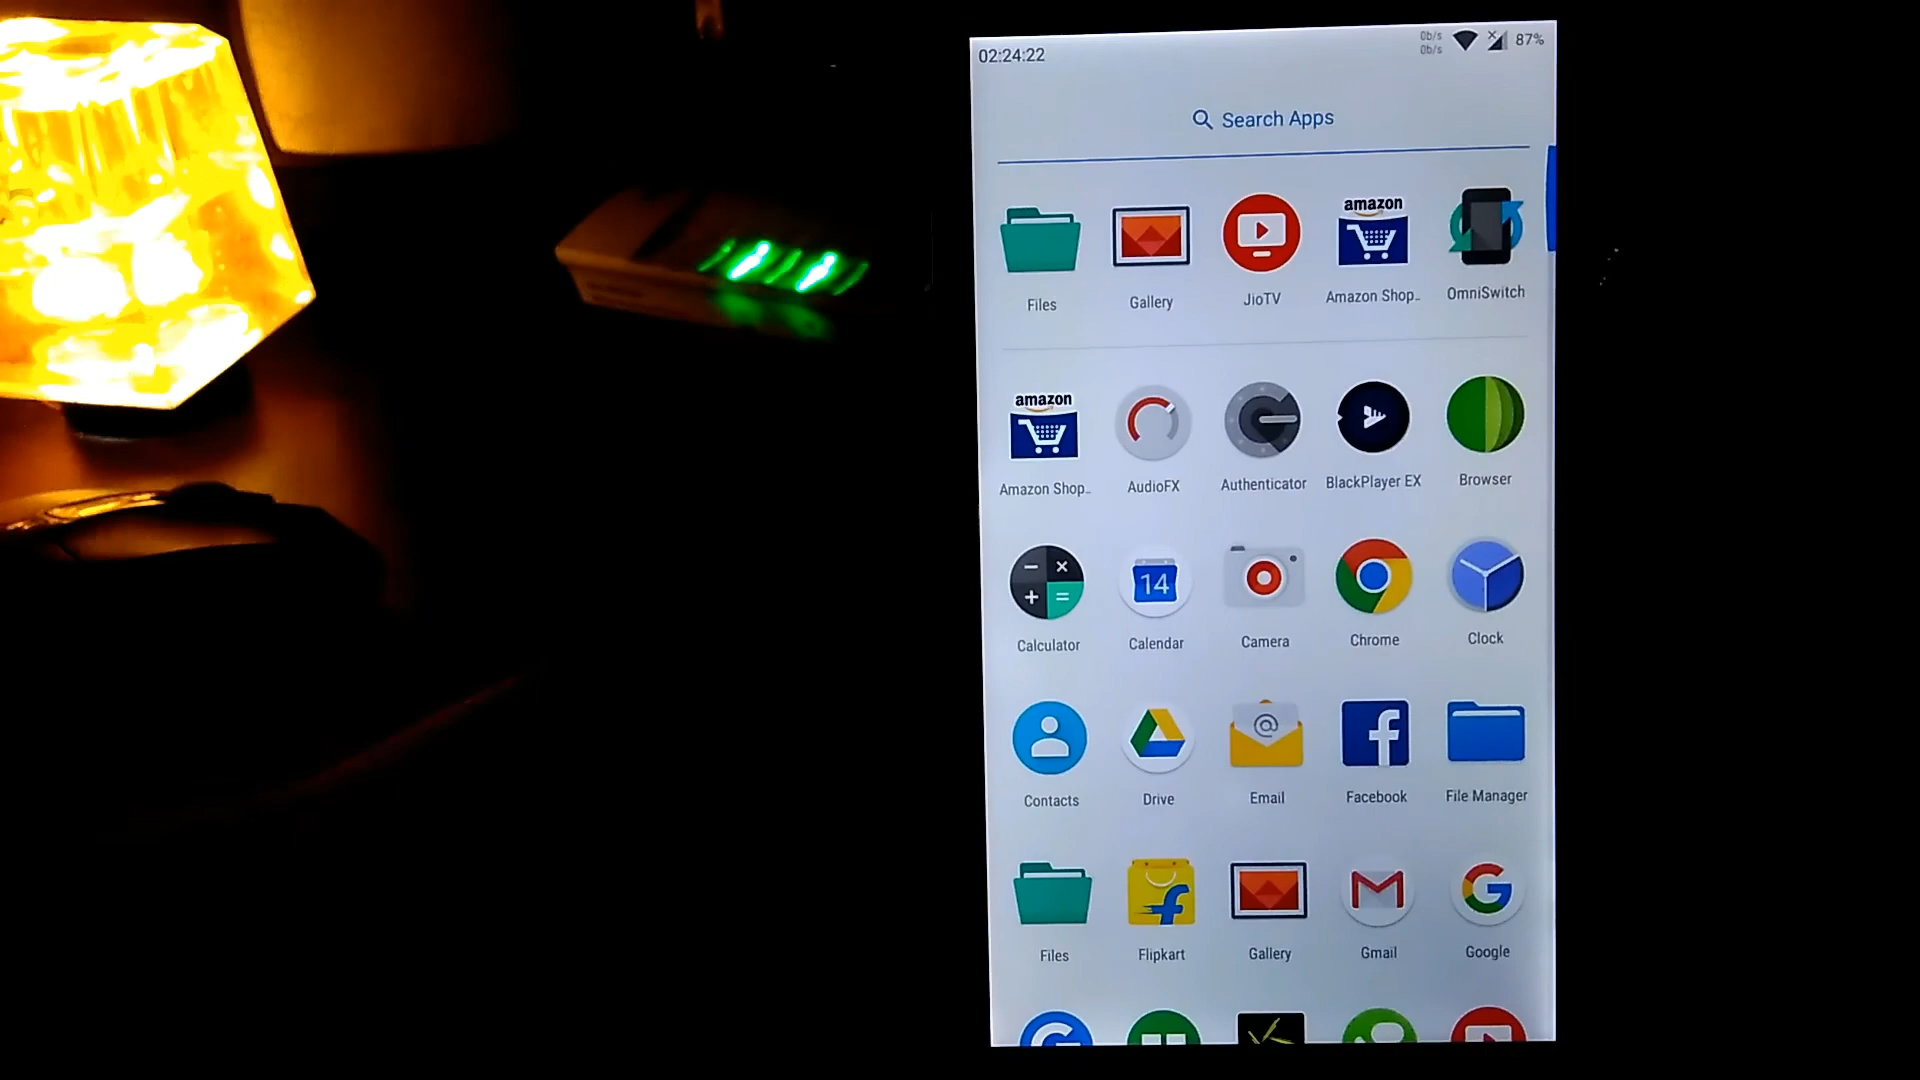 02:24:22
0b/s
0b/s
87%
Search Apps
amazon
Files
Gallery
JioTV
Amazon Shop..
OmniSwitch
amazon
Amazon Shop..
AudioFX
Authenticator
BlackPlayer EX
Browser
14
Calculator
Calendar
Camera
Chrome
Clock
Contacts
Drive
Email
Facebook
File Manager
Files
Flipkart
Gallery
Gmail
Google